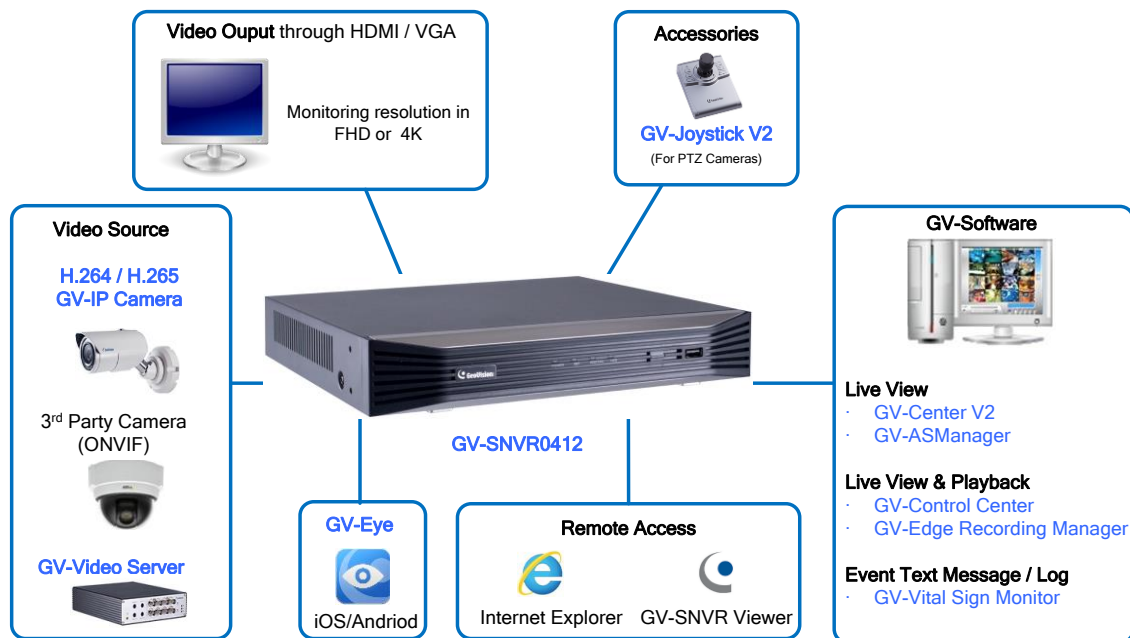 Video Ouput through HDMI / VGA
Monitoring resolution in
FHD or 4K
Accessories
GV-Joystick V2
(For PTZ Cameras)
Video Source
H.264 / H.265
GV-IP Camera
3rd Party Camera
(ONVIF)
GV-Video Server
GeoVision
GV-SNVR0412
GV-Eye
iOS/Andriod
Remote Access
Internet Explorer
GV-SNVR Viewer
GV-Software
Live View
· GV-Center V2
· GV-ASManager
Live View & Playback
· GV-Control Center
· GV-Edge Recording Manager
Event Text Message / Log
· GV-Vital Sign Monitor